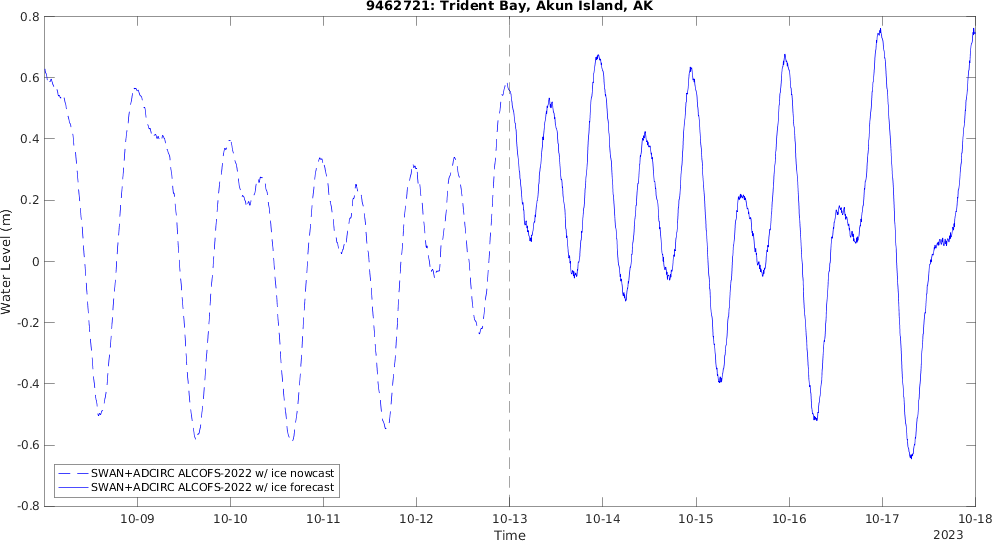 9462721: Trident Bay, Akun Island, AK
0.8
0.6
0.4
0.2
0
-0.2
-0.4
-0.6
-0.8
Water Level (m)
SWAN+ADCIRC ALCOFS-2022 w/ ice nowcast
SWAN+ADCIRC ALCOFS-2022 w/ ice forecast
10-09 10-10 10-11 10-12 10-13 10-14 10-15 10-16 10-17 10-18
Time
2023